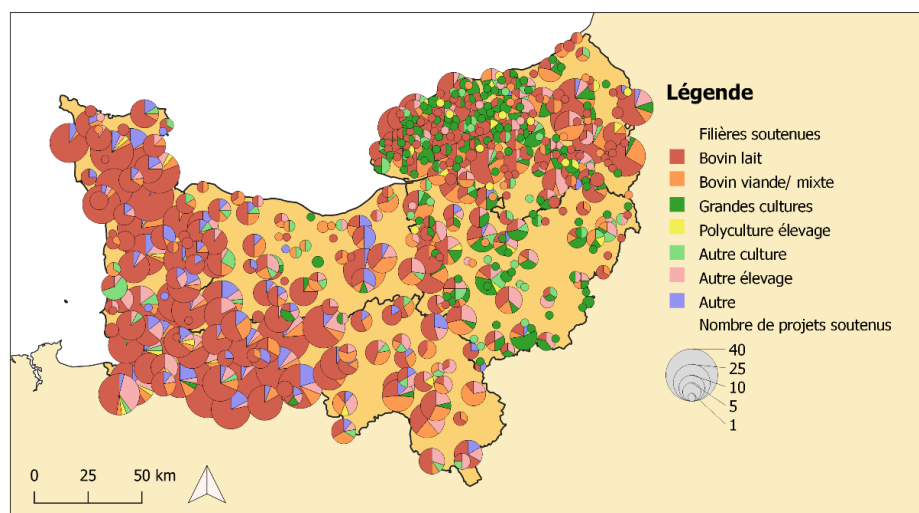 Légende
Filières soutenues
Bovin lait
Bovin viande/ mixte
Grandes cultures
Polyculture élevage
Autre culture
Autre élevage
Autre
Nombre de projets soutenus
40
25
10
5
1
0 25 50 km